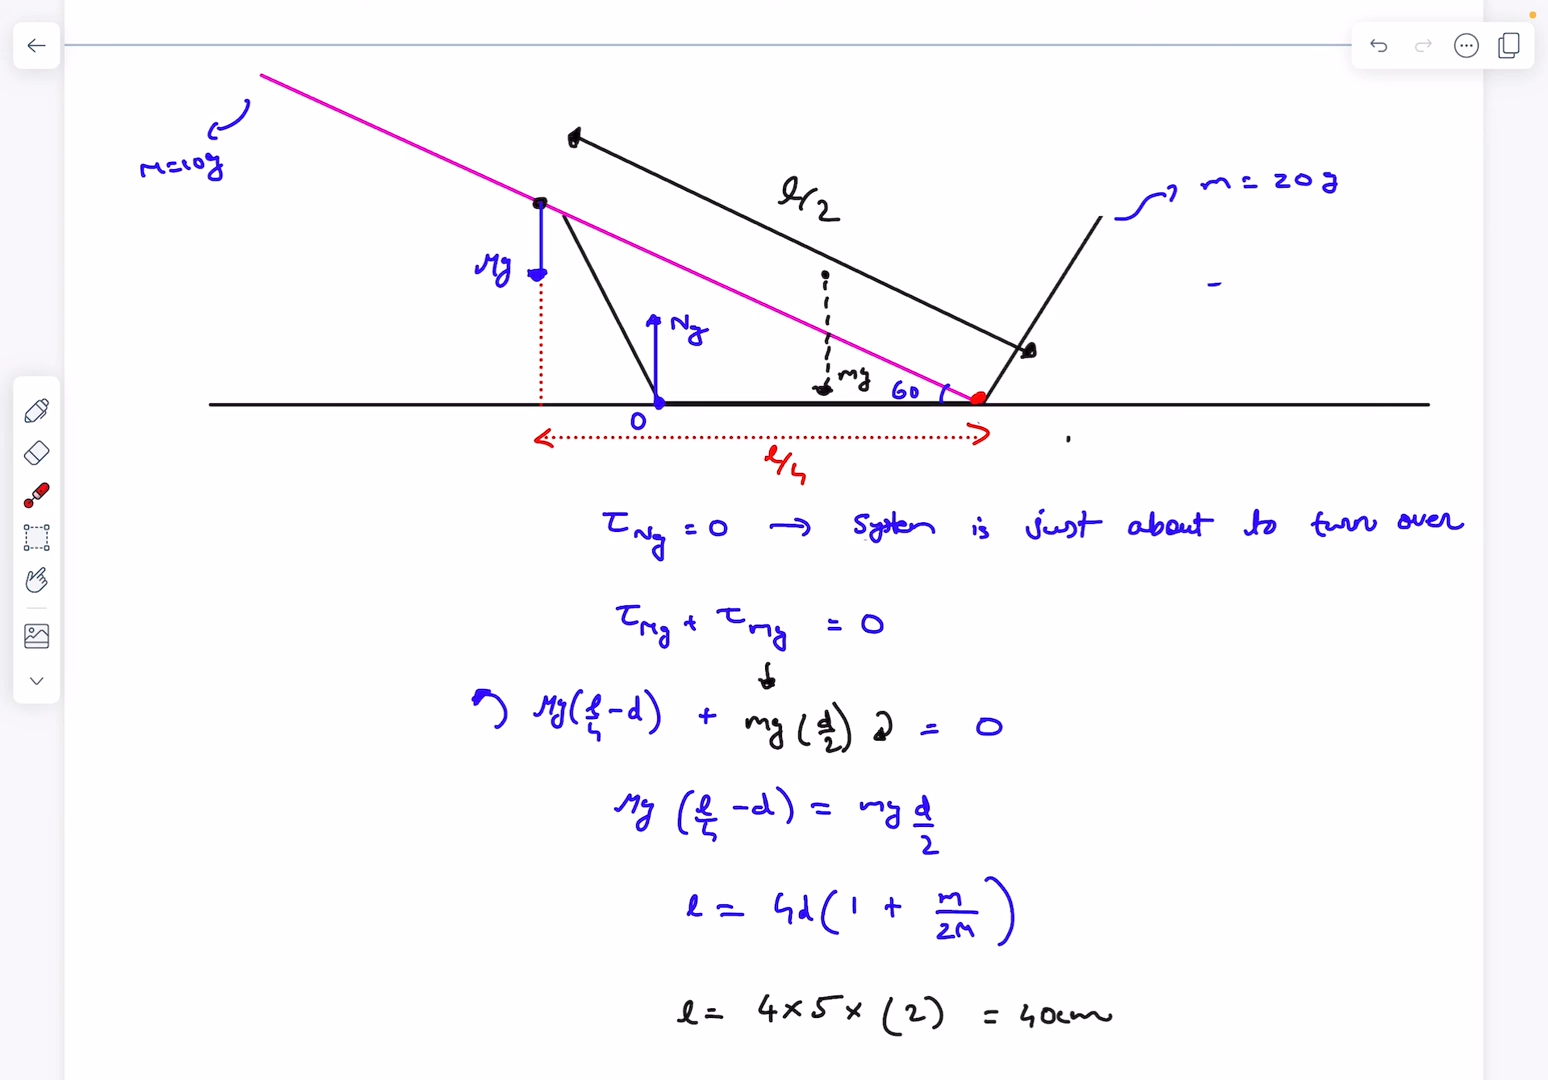 M=10g
l/2
m = 20g
Mg
Ng
mg
60
O
l/4
τNg = 0 → System is just about to turn over
τMg + τmg = 0
Mg(l/4 - d) + mg(d/2) = 0
Mg (l/4 - d) = mg d/2
l = 4d(1 + m/2M)
l = 4 x 5 x (2) = 40cm